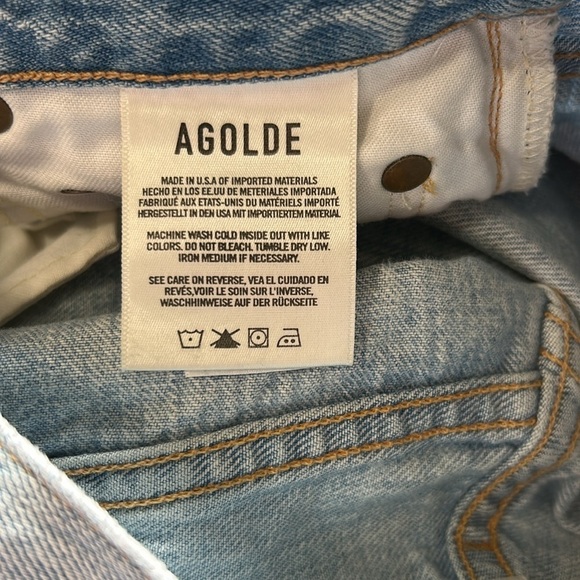 AGOLDE
MADE IN U.S.A OF IMPORTED MATERIALS
HECHO EN LOS EE.UU DE METERIALES IMPORTADA
FABRIQUÉ AUX ETATS-UNIS DU MATÉRIAUX IMPORTÉ
HERGESTELLT IN DEN USA MIT IMPORTIERTEM MATERIAL
MACHINE WASH COLD INSIDE OUT WITH LIKE
COLORS. DO NOT BLEACH. TUMBLE DRY LOW.
IRON MEDIUM IF NECESSARY.
SEE CARE ON REVERSE, VEA EL CUIDADO EN
REVÉS,VOIR LE SOIN SUR L'INVERSE,
WASCHHINWEISE AUF DER RÜCKSEITE